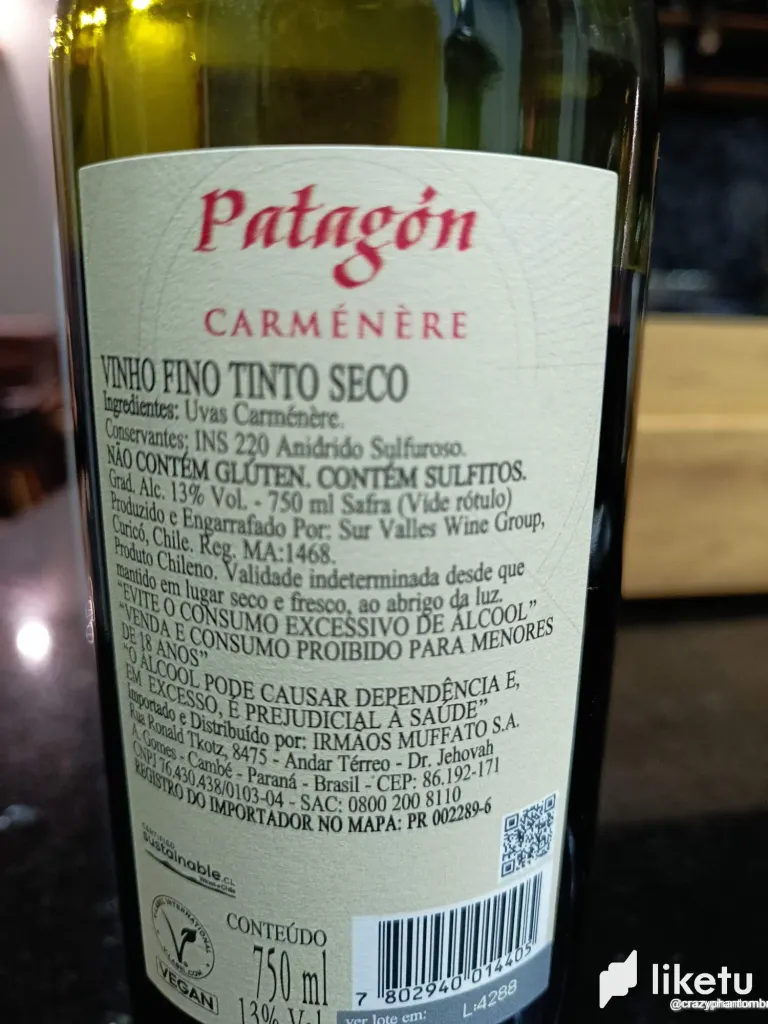 Patagón
CARMÉNÈRE
VINHO FINO TINTO SECO
Ingredientes: Uvas Carménère.
Conservantes: INS 220 Anidrido Sulfuroso.
NÃO CONTÉM GLÚTEN. CONTÉM SULFITOS.
Grad. Alc. 13% Vol. - 750 ml Safra (Vide rótulo)
Produzido e Engarrafado Por: Sur Valles Wine Group,
Curicó, Chile. Reg. MA:1468.
Produto Chileno. Validade indeterminada desde que
mantido em lugar seco e fresco, ao abrigo da luz.
"EVITE O CONSUMO EXCESSIVO DE ÁLCOOL"
"VENDA E CONSUMO PROIBIDO PARA MENORES
DE 18 ANOS"
"O ÁLCOOL PODE CAUSAR DEPENDÊNCIA E,
EM EXCESSO, É PREJUDICIAL À SAÚDE"
Importado e Distribuído por: IRMÃOS MUFFATO S.A.
Rua Ronald Tkotz, 8475 - Andar Térreo - Dr. Jehovah
A. Gomes - Cambé - Paraná - Brasil - CEP: 86.192-171
CNPJ 76.430.438/0103-04 - SAC: 0800 200 8110
REGISTRO DO IMPORTADOR NO MAPA: PR 002289-6
CERTIFIED
sustainable.CL
VEGAN
CONTEÚDO
750 ml
13% Vol
7 802940 014405
ver lote em:
L:4288
liketu